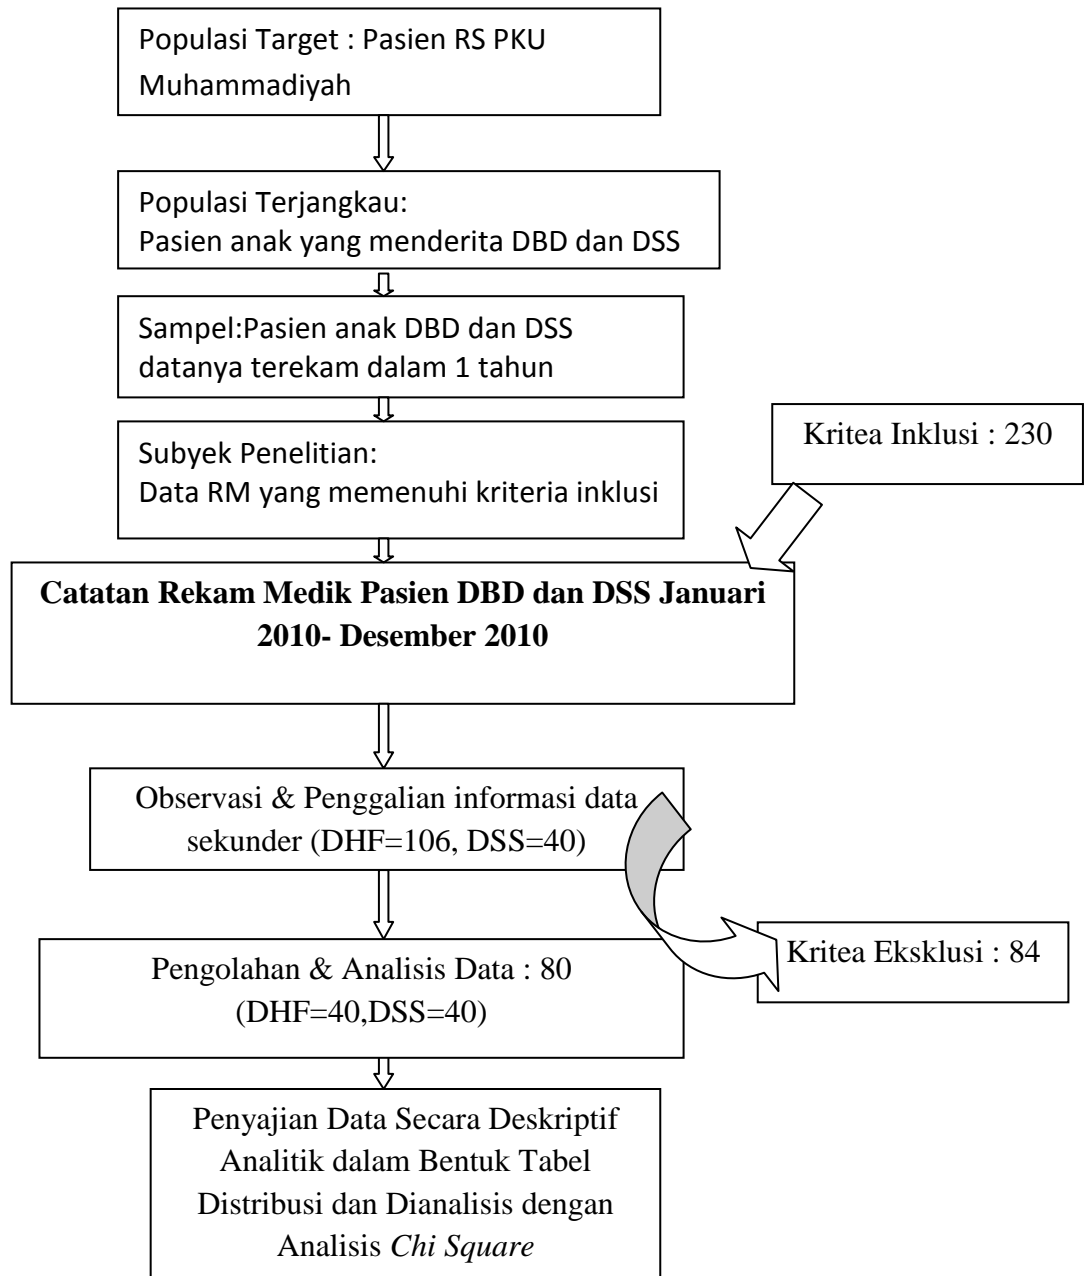 Populasi Target : Pasien RS PKU
Muhammadiyah
Populasi Terjangkau:
Pasien anak yang menderita DBD dan DSS
Sampel:Pasien anak DBD dan DSS
datanya terekam dalam 1 tahun
Kritea Inklusi : 230
Subyek Penelitian:
Data RM yang memenuhi kriteria inklusi
Catatan Rekam Medik Pasien DBD dan DSS Januari
2010- Desember 2010
Observasi & Penggalian informasi data
sekunder (DHF=106, DSS=40)
Kritea Eksklusi : 84
Pengolahan & Analisis Data : 80
(DHF=40,DSS=40)
Penyajian Data Secara Deskriptif
Analitik dalam Bentuk Tabel
Distribusi dan Dianalisis dengan
Analisis Chi Square